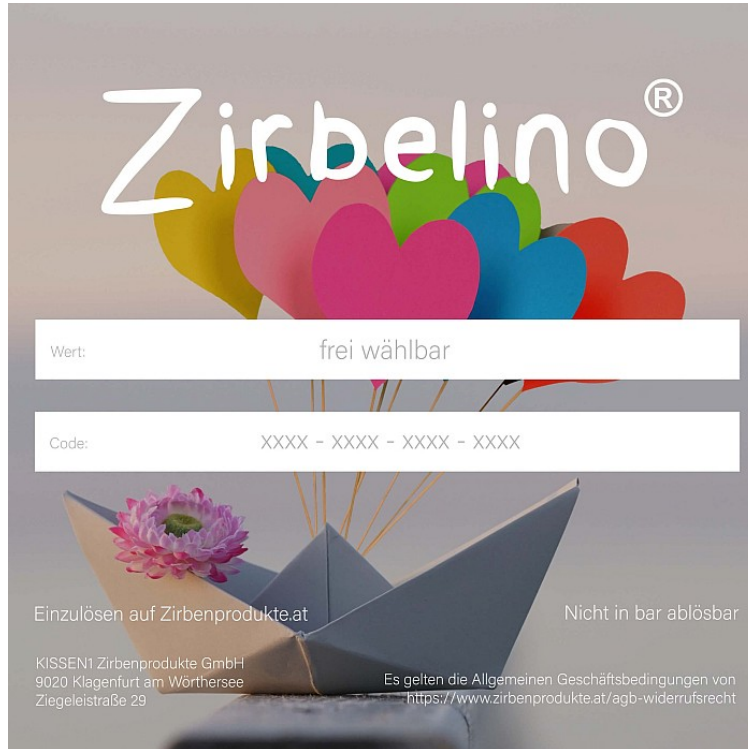 Zirbelino®
Wert: frei wählbar
Code: XXXX - XXXX - XXXX - XXXX
Einzulösen auf Zirbenprodukte.at
Nicht in bar ablösbar
KISSEN1 Zirbenprodukte GmbH
9020 Klagenfurt am Wörthersee
Ziegeleistraße 29
Es gelten die Allgemeinen Geschäftsbedingungen von
https://www.zirbenprodukte.at/agb-widerrufsrecht